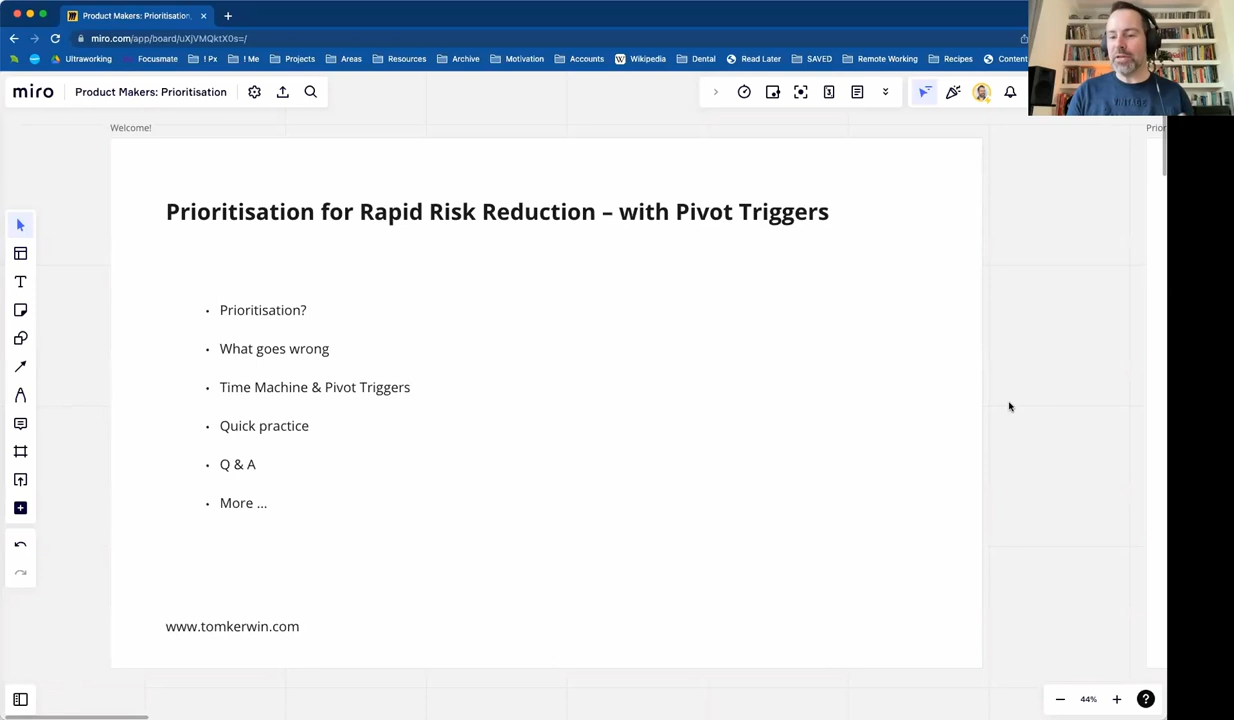 Product Makers: Prioritisation,
miro.com/app/board/uXjVMQktX0s=/
Ultraworking
Focusmate
! Px
! Me
Projects
Areas
Resources
Archive
Motivation
Accounts
W Wikipedia
Dental
Read Later
SAVED
Remote Working
Recipes
Content
miro
Product Makers: Prioritisation
Welcome!
Prior
Prioritisation for Rapid Risk Reduction – with Pivot Triggers
• Prioritisation?
• What goes wrong
• Time Machine & Pivot Triggers
• Quick practice
• Q & A
• More ...
www.tomkerwin.com
44%
VINTAGE